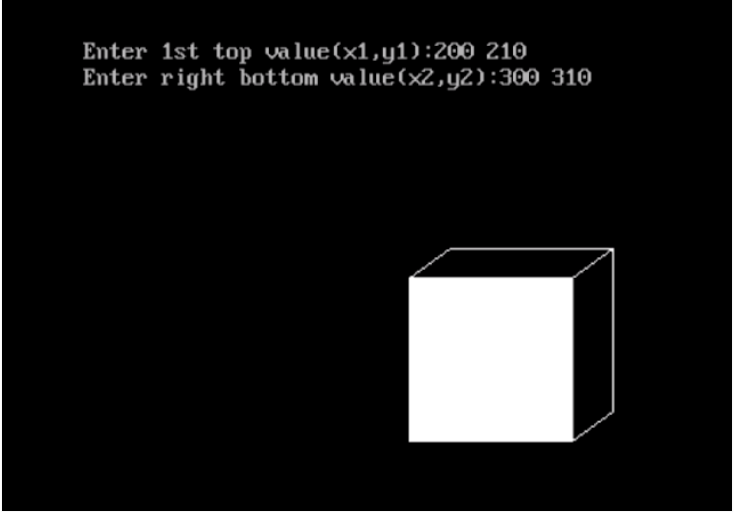 Enter 1st top value(x1,y1):200 210
Enter right bottom value(x2,y2):300 310